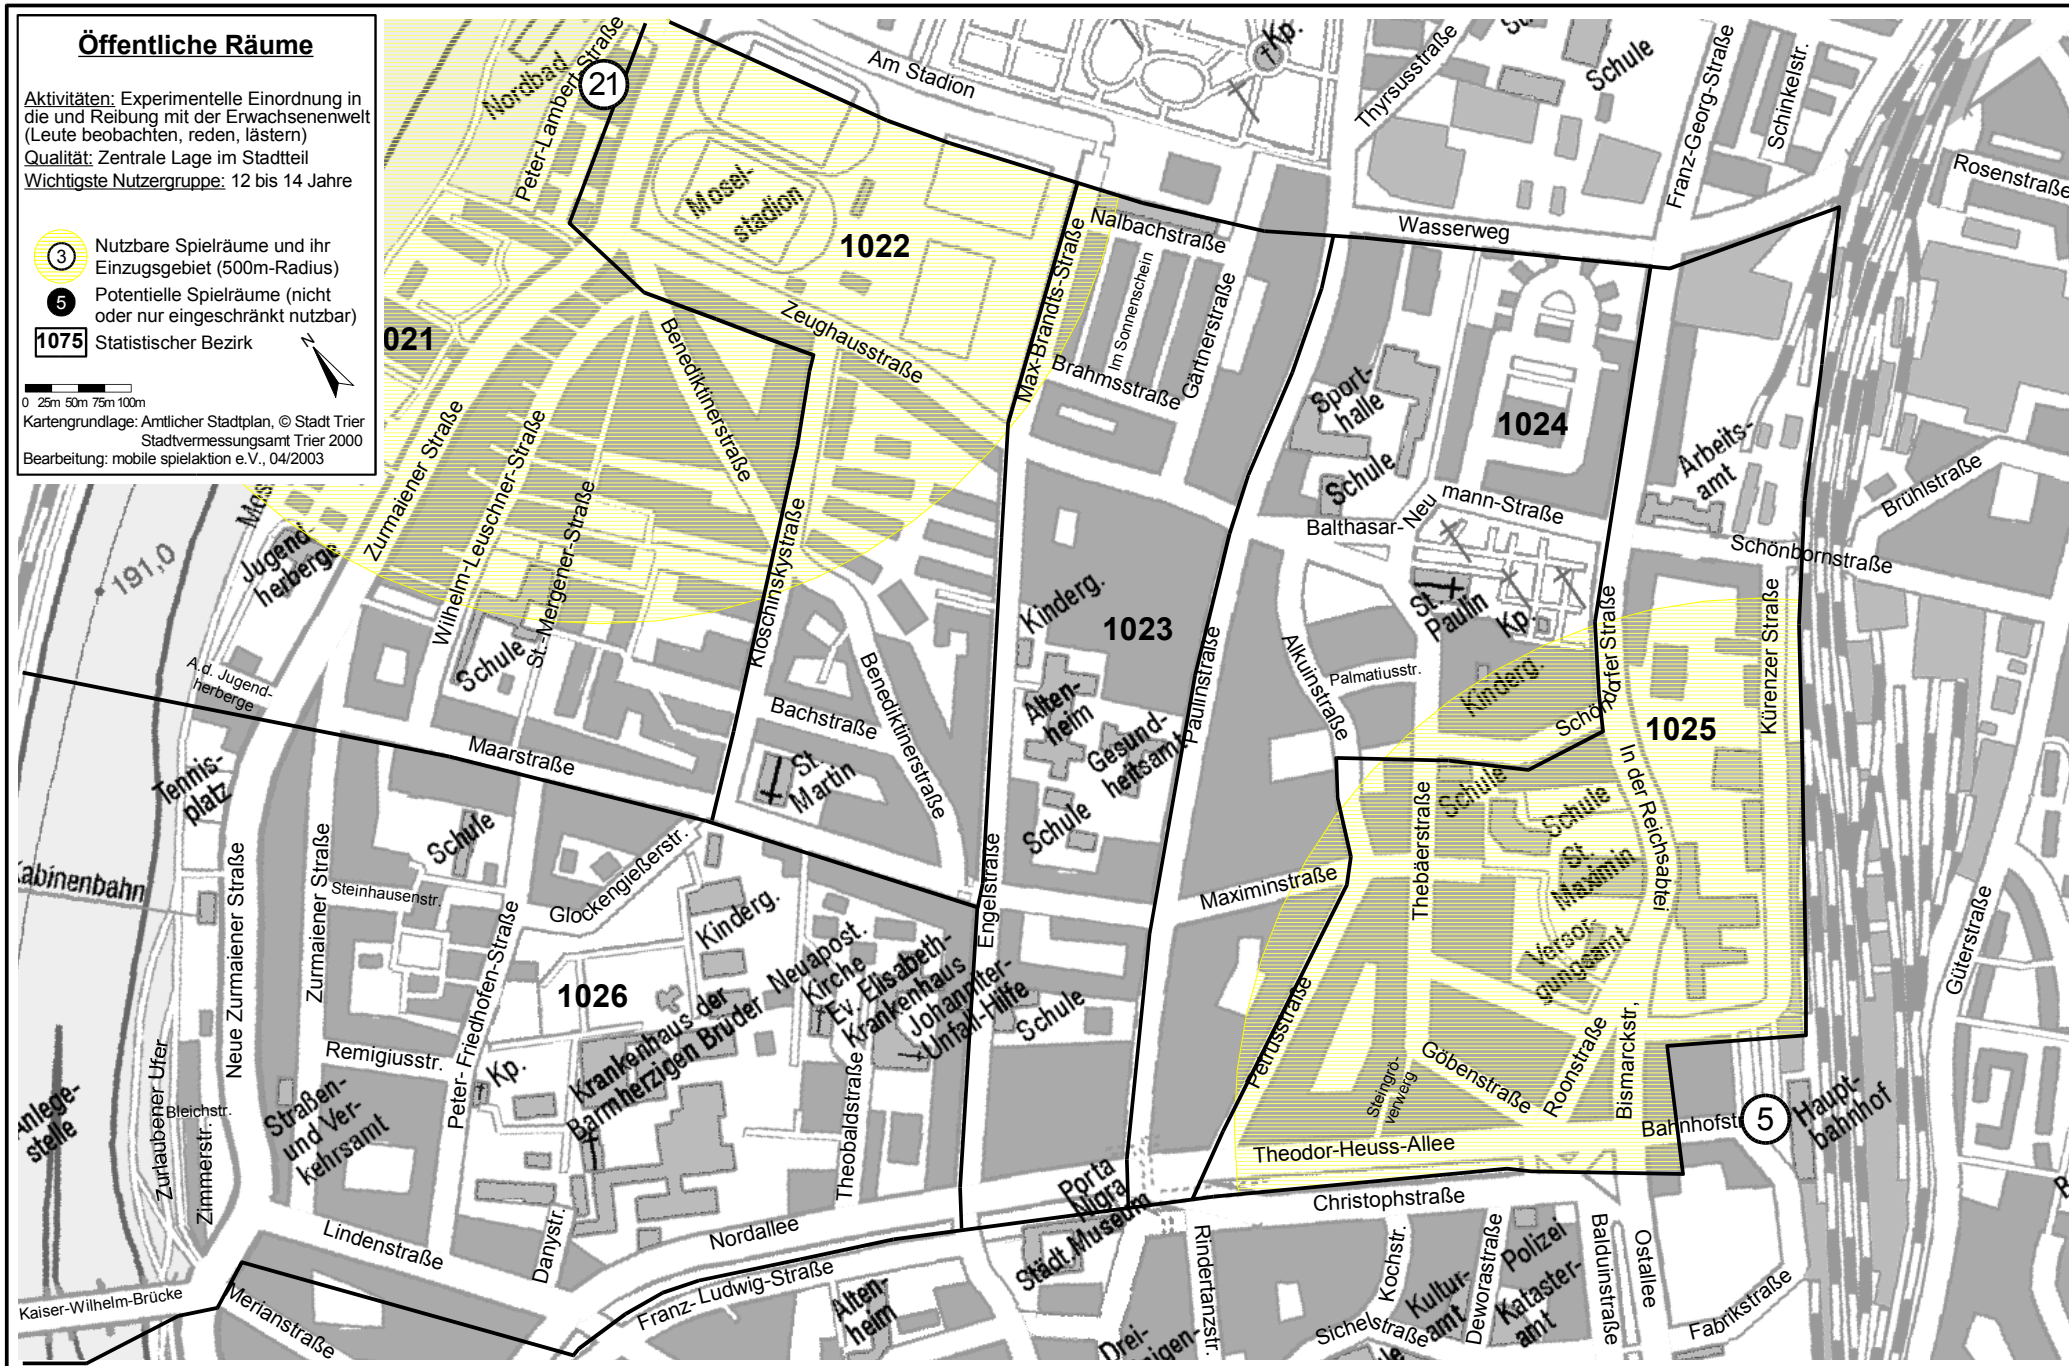 Öffentliche Räume
Aktivitäten: Experimentelle Einordnung in
die und Reibung mit der Erwachsenenwelt
(Leute beobachten, reden, lästern)
Qualität: Zentrale Lage im Stadtteil
Wichtigste Nutzergruppe: 12 bis 14 Jahre
3
Nutzbare Spielräume und ihr
Einzugsgebiet (500m-Radius)
5
Potentielle Spielräume (nicht
oder nur eingeschränkt nutzbar)
1075 Statistischer Bezirk
N
0 25m 50m 75m 100m
Kartengrundlage: Amtlicher Stadtplan, © Stadt Trier
Stadtvermessungsamt Trier 2000
Bearbeitung: mobile spielaktion e.V., 04/2003
Nordbad
Peter-Lambert-Straße
21
Am Stadion
Kp.
Thyrsusstraße
Schule
Franz-Georg-Straße
Schinkelstr.
Rosenstraße
Mosel-
stadion
1022
Nalbachstraße
Wasserweg
Max-Brandts-Straße
Im Sonnenschein
Gärtnerstraße
Brahmsstraße
Zeughausstraße
Benediktinerstraße
021
Zurmaiener Straße
Wilhelm-Leuschner-Straße
St.-Mergener-Straße
Kloschinskystraße
Sport-
halle
Schule
1024
Arbeits-
amt
Brühlstraße
Balthasar-Neu
mann-Straße
Schönbornstraße
191,0
Jugend-
herberge
A.d. Jugend-
herberge
Schule
Kinderg.
1023
Paulinstraße
Alkuinstraße
Palmatiusstr.
St.
Paulin
Kp.
Kinderg.
Schöndorfer Straße
Kürenzer Straße
1025
Bachstraße
Benediktinerstraße
St.
Martin
Alten-
heim
Gesund-
heitsamt
Schule
Maarstraße
Tennis-
platz
Schule
Glockengießerstr.
Steinhausenstr.
Kabinenbahn
Neue Zurmaiener Straße
Zurmaiener Straße
Peter-Friedhofen-Straße
1026
Kinderg.
Neuapost.
Kirche
Ev. Elisabeth-
Krankenhaus
Johanniter-
Unfall-Hilfe
Schule
Engelstraße
Maximinstraße
Thebäerstraße
Schule
Schule
St.
Maximin
In der Reichsabtei
Versor-
gungsamt
Güterstraße
Krankenhaus der
Barmherzigen Brüder
Theobaldstraße
Remigiusstr.
Kp.
Straßen-
und Ver-
kehrsamt
Anlege-
stelle
Zurlaubener Ufer
Bleichstr.
Zimmerstr.
Petrusstraße
Steingrö-
verweg
Göbenstraße
Roonstraße
Bismarckstr,
Bahnhofstr
5
Haupt-
bahnhof
Theodor-Heuss-Allee
Christophstraße
Porta
Nigra
Städt. Museum
Lindenstraße
Danystr.
Nordallee
Franz-Ludwig-Straße
Alten-
heim
Kaiser-Wilhelm-Brücke
Merianstraße
Rindertanzstr.
Kochstr.
Sichelstraße
Kultur-
amt
Deworastraße
Polizei
Kataster-
amt
Balduinstraße
Ostallee
Fabrikstraße
Drei-